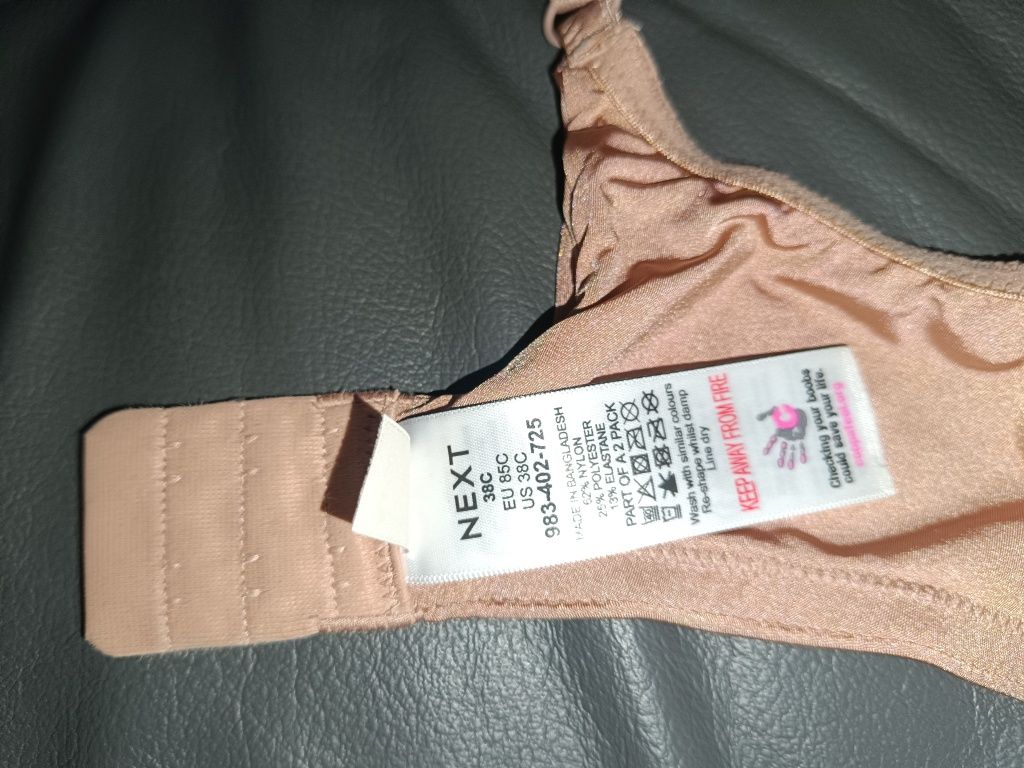 NEXT
38C
EU 85C
US 38C
983-402-725
MADE IN BANGLADESH
62% NYLON
25% POLYESTER
13% ELASTANE
PART OF A 2 PACK
Wash with similar colours
Re-shape whilst damp
Line dry
KEEP AWAY FROM FIRE
Checking your boobs
could save your life.